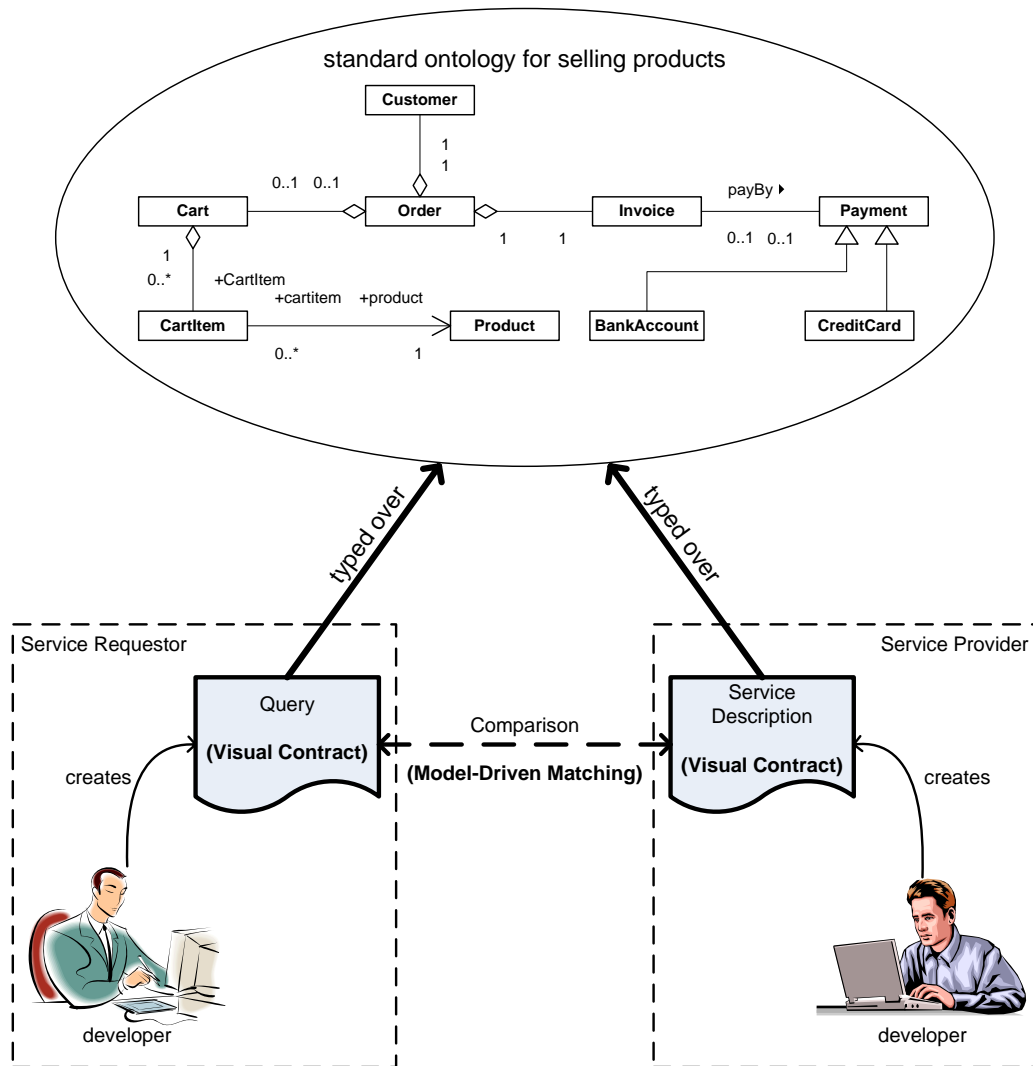 standard ontology for selling products
Customer
1
1
0..1 0..1
payBy
Cart
Order
Invoice
Payment
1
1
1
0..1 0..1
0..*
+CartItem
+cartitem +product
CartItem
Product
BankAccount
CreditCard
0..*
1
typed over
typed over
Service Requestor
Service Provider
Query
(Visual Contract)
Service
Description
(Visual Contract)
Comparison
(Model-Driven Matching)
creates
creates
developer
developer